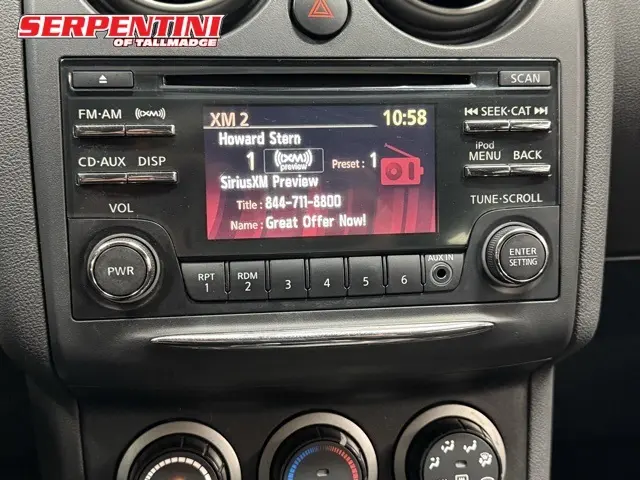 SERPENTINI
OF TALLMADGE
SCAN
FM·AM ((XM))
SEEK·CAT
CD·AUX DISP
iPod
MENU BACK
VOL
TUNE·SCROLL
XM 2 10:58
Howard Stern
1 ((XM)) preview Preset : 1
SiriusXM Preview
Title : 844-711-8800
Name : Great Offer Now!
PWR
RPT
1
RDM
2
3
4
5
6
AUX IN
ENTER
SETTING